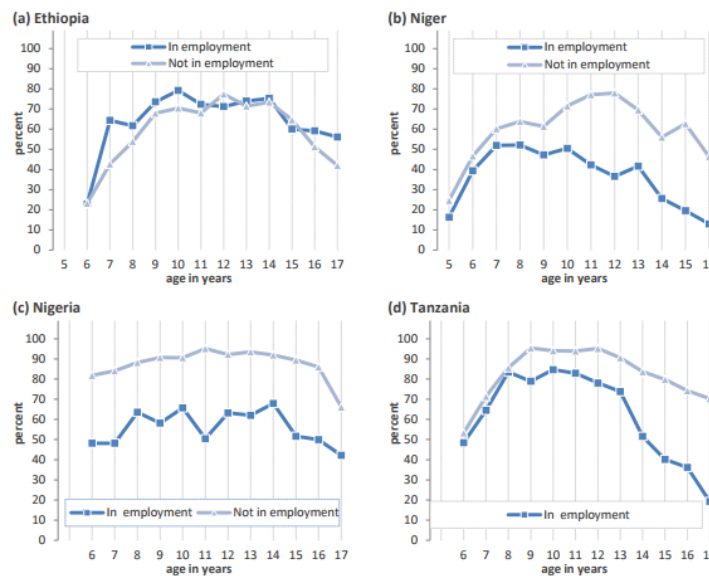 (a) Ethiopia
In employment
Not in employment
100
90
80
70
60
50
40
30
20
10
0
percent
5 6 7 8 9 10 11 12 13 14 15 16 17
age in years
(b) Niger
In employment
Not in employment
100
90
80
70
60
50
40
30
20
10
0
percent
5 6 7 8 9 10 11 12 13 14 15 1
age in years
(c) Nigeria
100
90
80
70
60
50
40
30
20
10
0
percent
In employment Not in employment
6 7 8 9 10 11 12 13 14 15 16 17
age in years
(d) Tanzania
100
90
80
70
60
50
40
30
20
10
0
percent
In employment
6 7 8 9 10 11 12 13 14 15 16 1
age in years